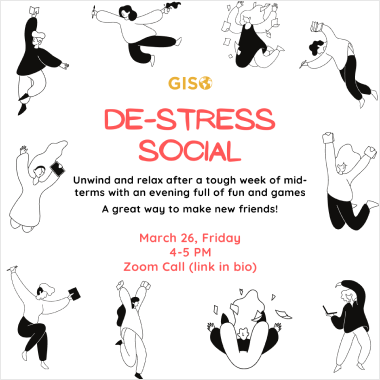 GISO
DE-STRESS
SOCIAL
Unwind and relax after a tough week of mid-
terms with an evening full of fun and games
A great way to make new friends!
March 26, Friday
4-5 PM
Zoom Call (link in bio)